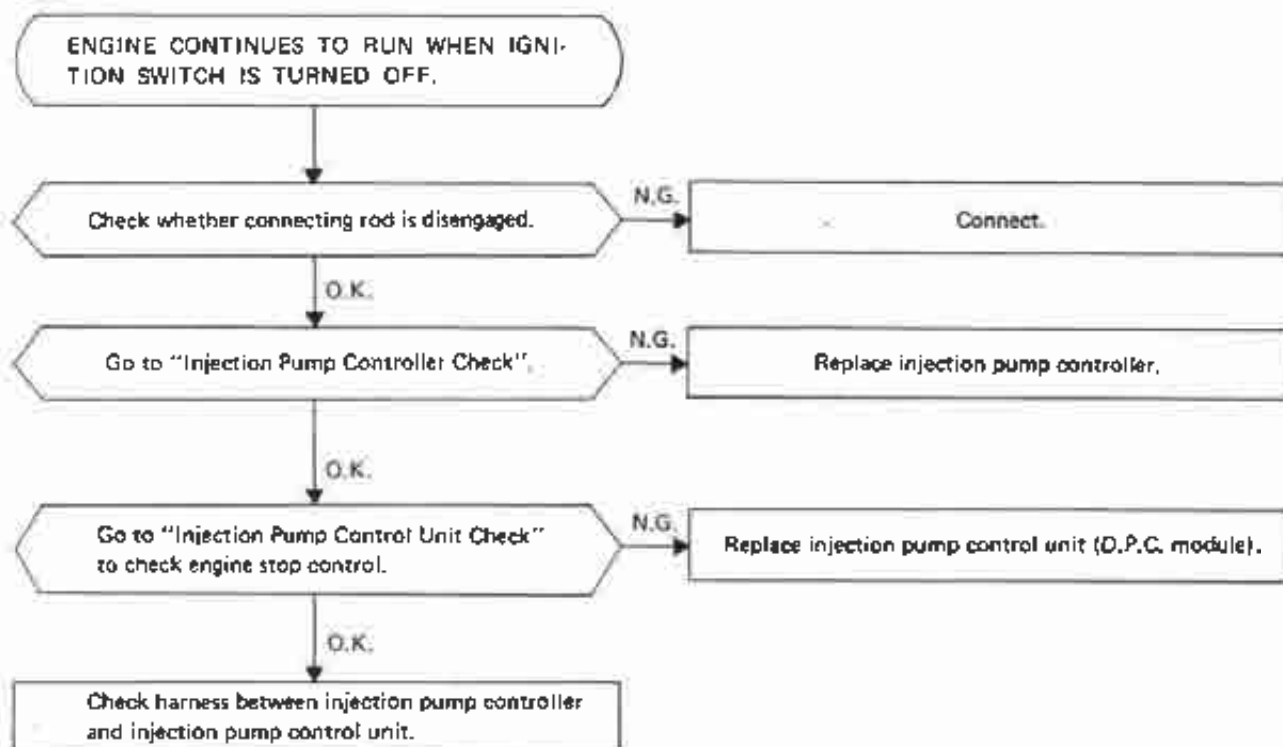 ENGINE CONTINUES TO RUN WHEN IGNI-
TION SWITCH IS TURNED OFF.
Check whether connecting rod is disengaged.
N.G.
Connect.
O.K.
Go to "Injection Pump Controller Check".
N.G.
Replace injection pump controller.
O.K.
Go to "Injection Pump Control Unit Check"
to check engine stop control.
N.G.
Replace injection pump control unit (D.P.C. module).
O.K.
Check harness between injection pump controller
and injection pump control unit.